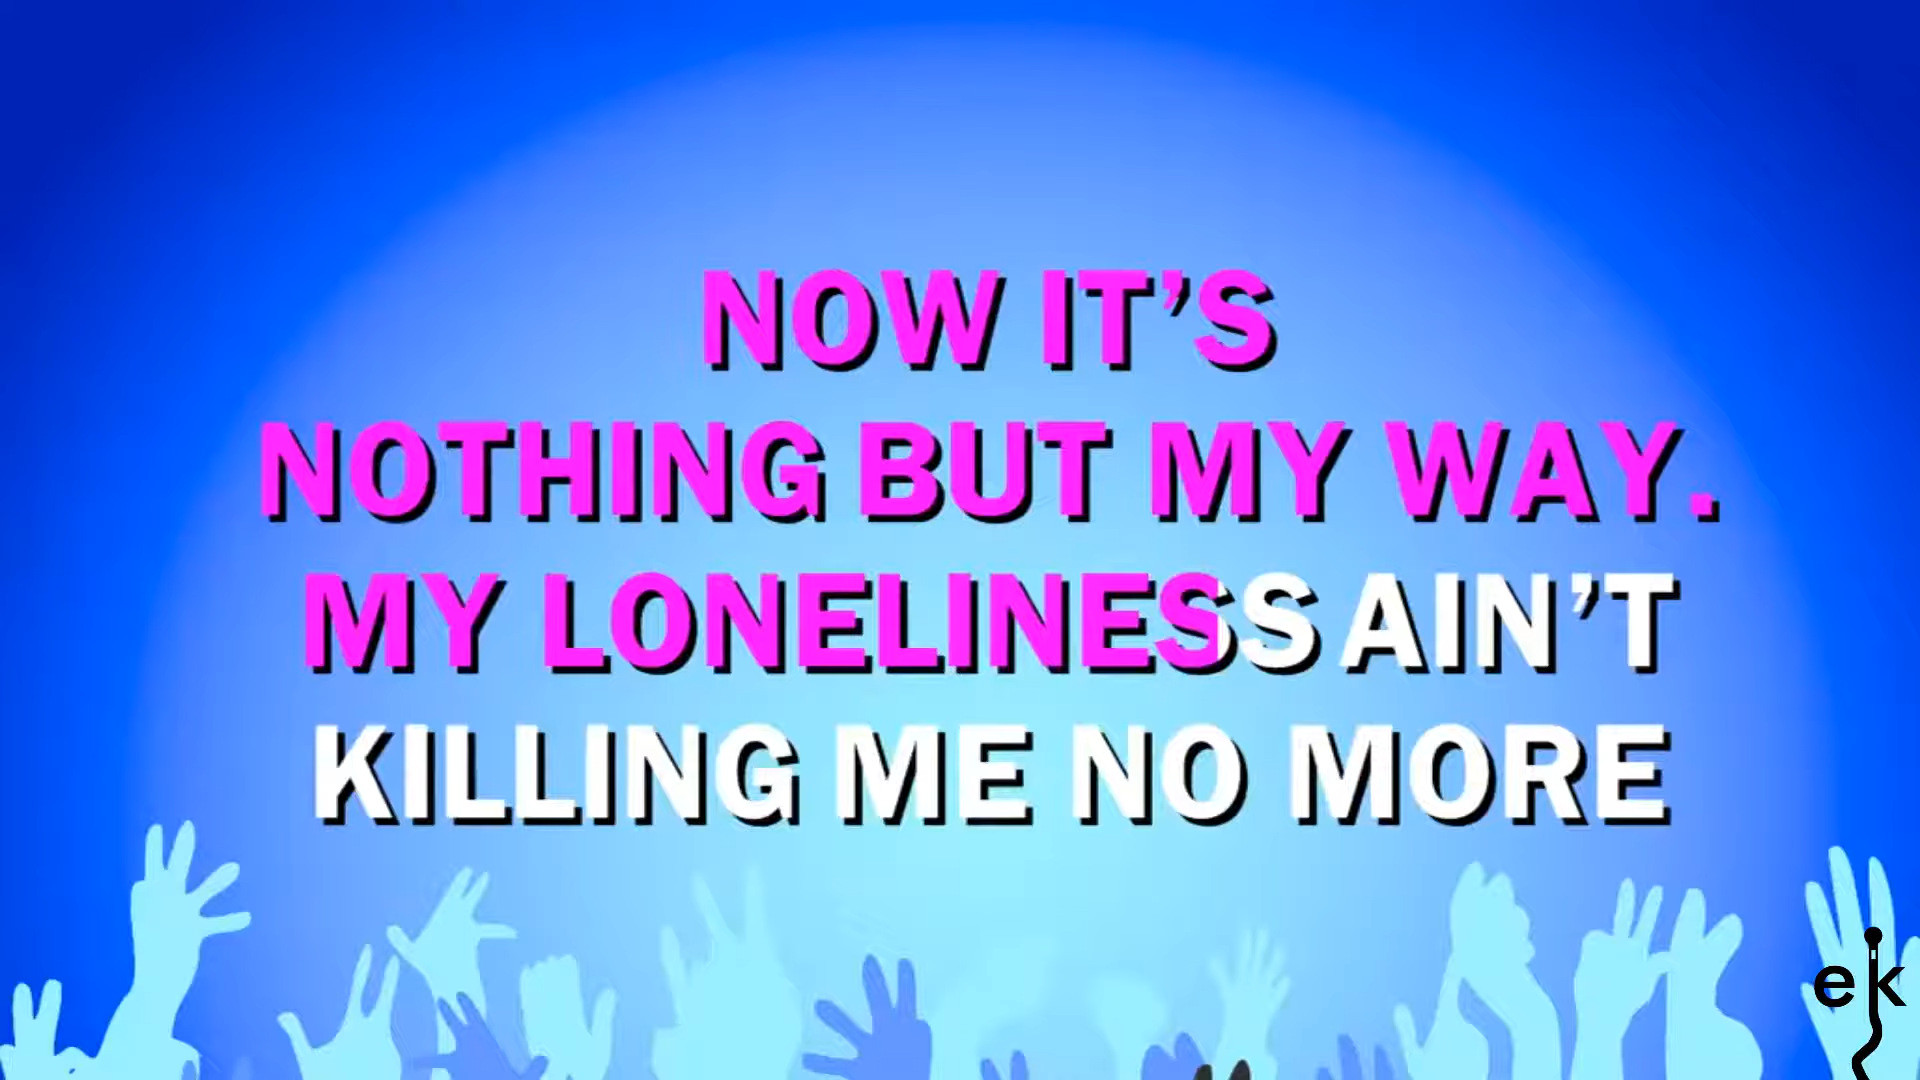 NOW IT’S
NOTHING BUT MY WAY.
MY LONELINESS AIN’T
KILLING ME NO MORE
ek